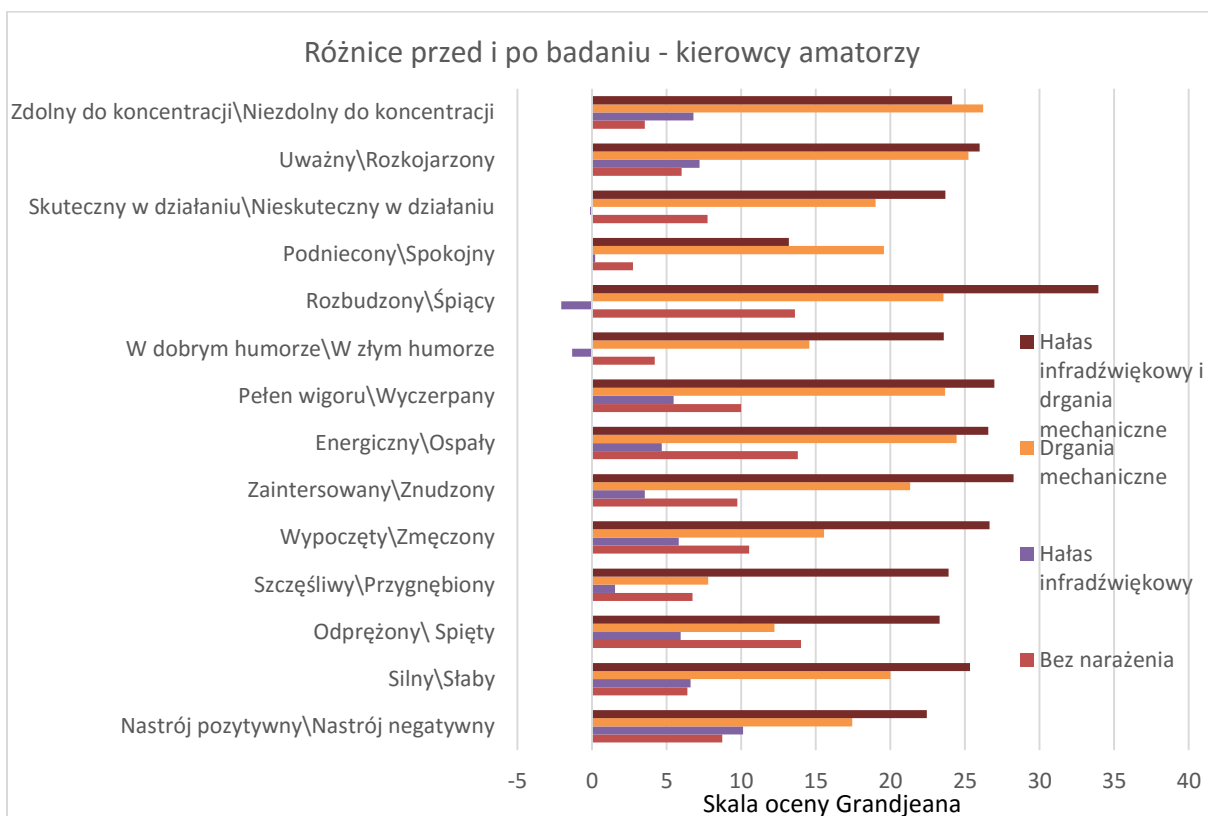 Różnice przed i po badaniu - kierowcy amatorzy
Zdolny do koncentracji\Niezdolny do koncentracji
Uważny\Rozkojarzony
Skuteczny w działaniu\Nieskuteczny w działaniu
Podniecony\Spokojny
Rozbudzony\Śpiący
W dobrym humorze\W złym humorze
Pełen wigoru\Wyczerpany
Energiczny\Ospały
Zaintersowany\Znudzony
Wypoczęty\Zmęczony
Szczęśliwy\Przygnębiony
Odprężony\ Spięty
Silny\Słaby
Nastrój pozytywny\Nastrój negatywny
Hałas
infradźwiękowy i
drgania
mechaniczne
Drgania
mechaniczne
Hałas
infradźwiękowy
Bez narażenia
-5 0 5 10 15 20 25 30 35 40
Skala oceny Grandjeana